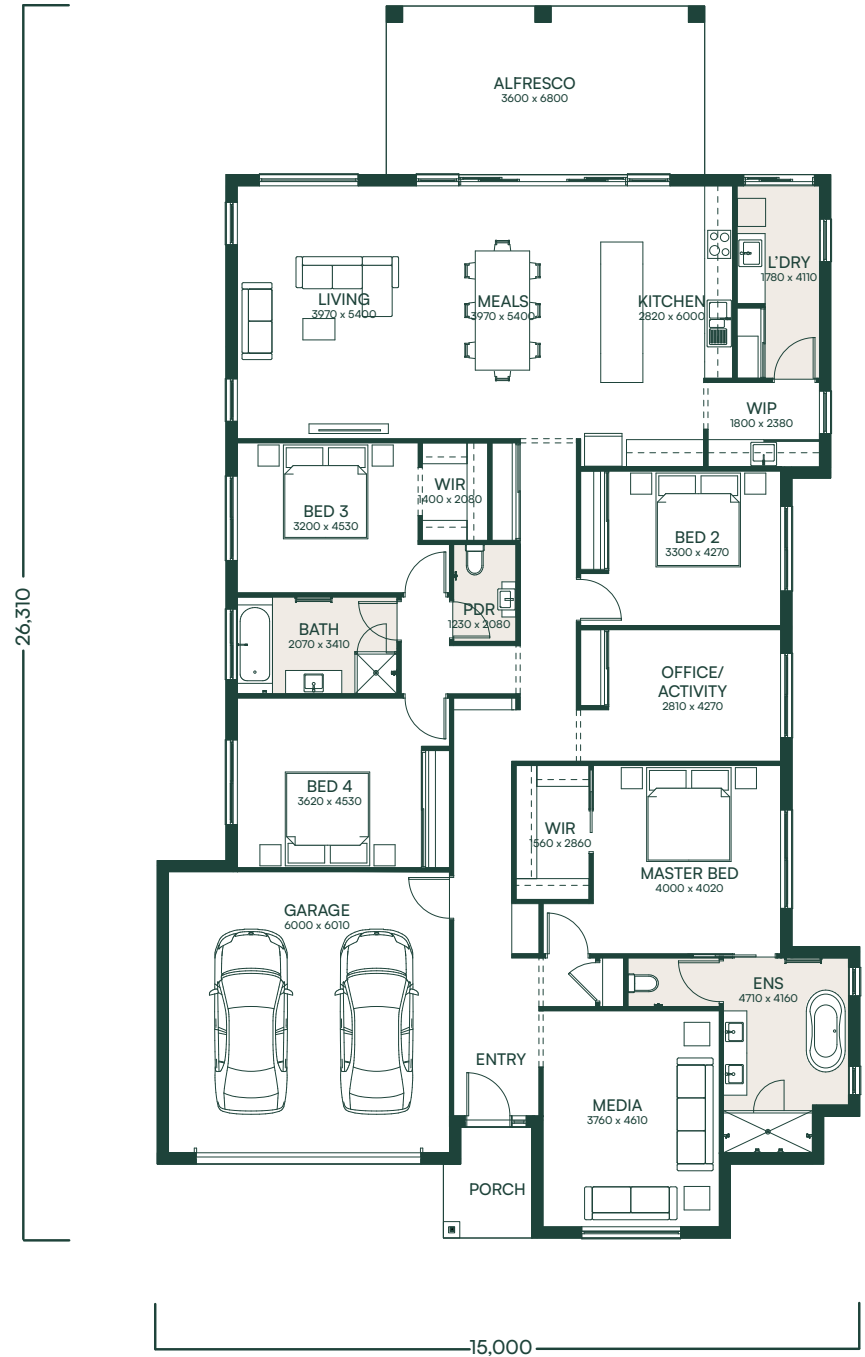 ALFRESCO
3600 x 6800
LIVING
3970 x 5400
MEALS
3970 x 5400
KITCHEN
2820 x 6000
L'DRY
1780 x 4110
WIP
1800 x 2380
BED 3
3200 x 4530
WIR
1400 x 2080
BED 2
3300 x 4270
PDR
1230 x 2080
BATH
2070 x 3410
OFFICE/
ACTIVITY
2810 x 4270
BED 4
3620 x 4530
WIR
1560 x 2860
MASTER BED
4000 x 4020
GARAGE
6000 x 6010
ENS
4710 x 4160
ENTRY
MEDIA
3760 x 4610
PORCH
26,310
15,000